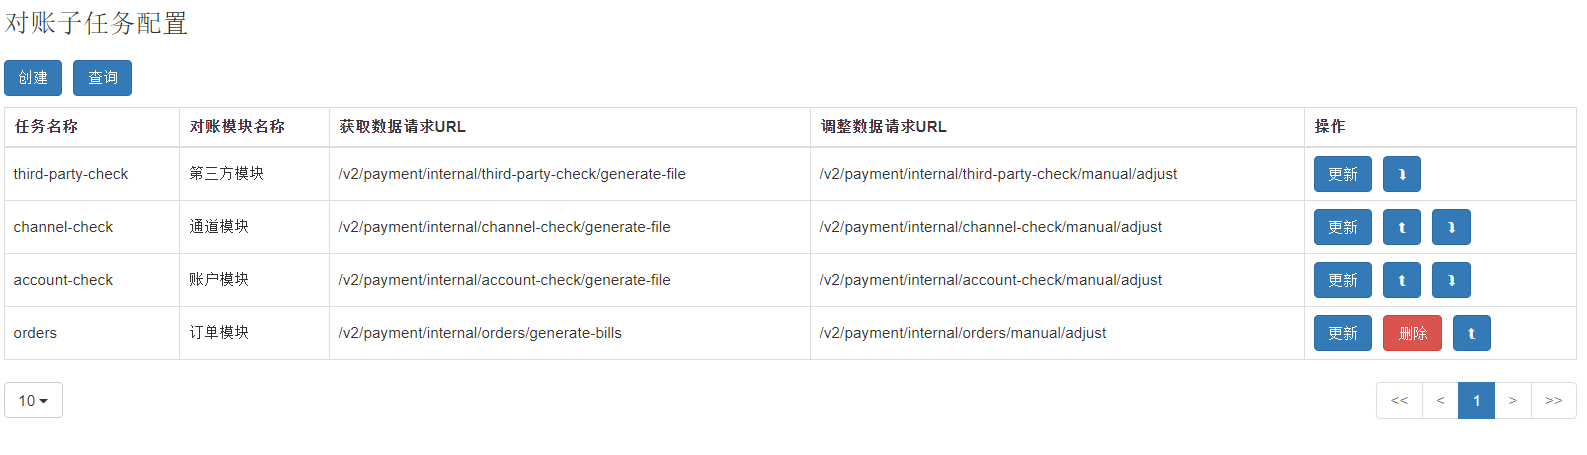 对账子任务配置
创建 查询
任务名称 对账模块名称 获取数据请求URL 调整数据请求URL 操作
third-party-check 第三方模块 /v2/payment/internal/third-party-check/generate-file /v2/payment/internal/third-party-check/manual/adjust 更新
channel-check 通道模块 /v2/payment/internal/channel-check/generate-file /v2/payment/internal/channel-check/manual/adjust 更新
account-check 账户模块 /v2/payment/internal/account-check/generate-file /v2/payment/internal/account-check/manual/adjust 更新
orders 订单模块 /v2/payment/internal/orders/generate-bills /v2/payment/internal/orders/manual/adjust 更新 删除
10 << < 1 > >>